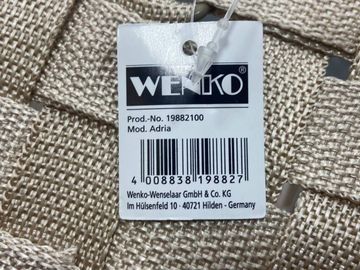 WENKO®
Prod.-No. 19882100
Mod. Adria
4 008838 198827
Wenko-Wenselaar GmbH & Co. KG
Im Hülsenfeld 10 · 40721 Hilden - Germany